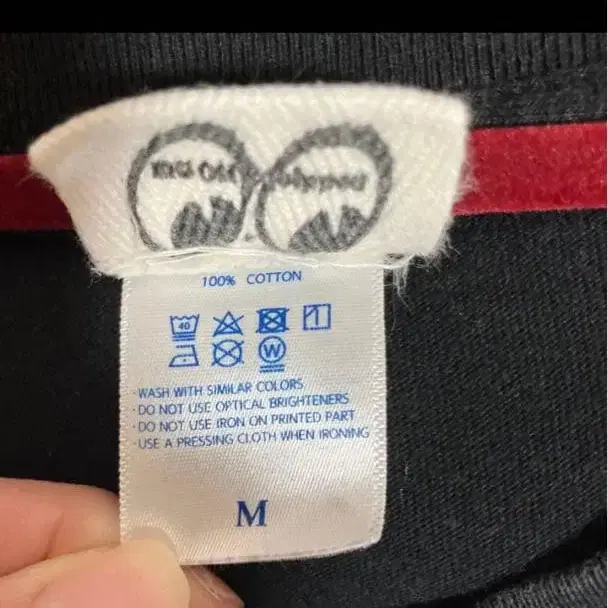 100% COTTON
40
W
·WASH WITH SIMILAR COLORS
·DO NOT USE OPTICAL BRIGHTENERS
·DO NOT USE IRON ON PRINTED PART
·USE A PRESSING CLOTH WHEN IRONING
M